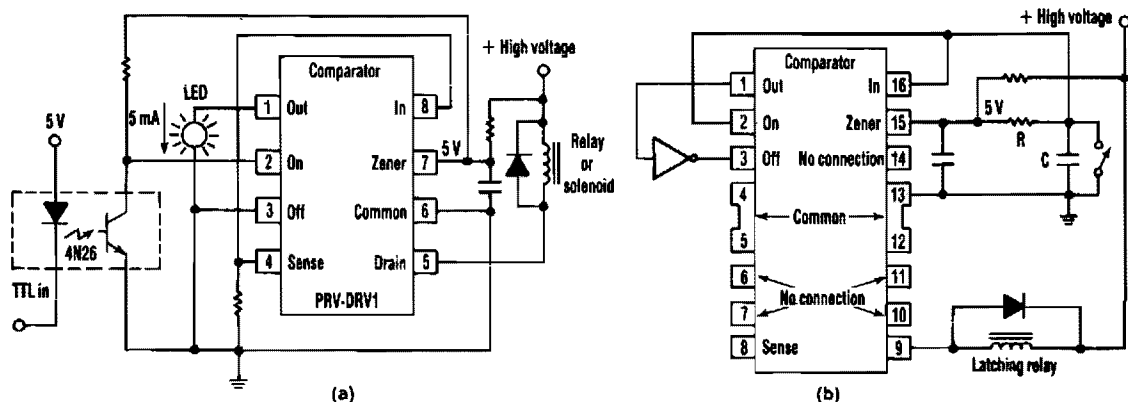 + High voltage
Comparator
LED
1 Out
In 8
5 mA
5 V
5 V
2 On
Zener 7
Relay
or
solenoid
3 Off
Common 6
4N26
4 Sense
Drain 5
TTL in
PRV-DRV1
(a)
+ High voltage
Comparator
1 Out
In 16
5 V
2 On
Zener 15
R
3 Off
No connection 14
C
4
13
Common
5
12
6
11
No connection
7
10
8 Sense
9
Latching relay
(b)